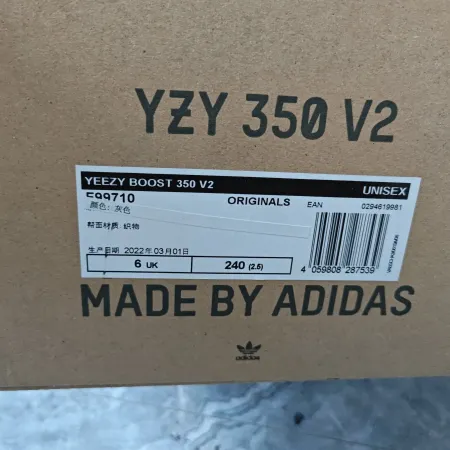 YZY 350 V2
YEEZY BOOST 350 V2 UNISEX
F99710 ORIGINALS EAN 0294619981
颜色: 灰色
帮面材质: 织物
生产日期: 2022年03月01日
6 UK 240 (2.5) 4 059808 287539
MADE BY ADIDAS
adidas